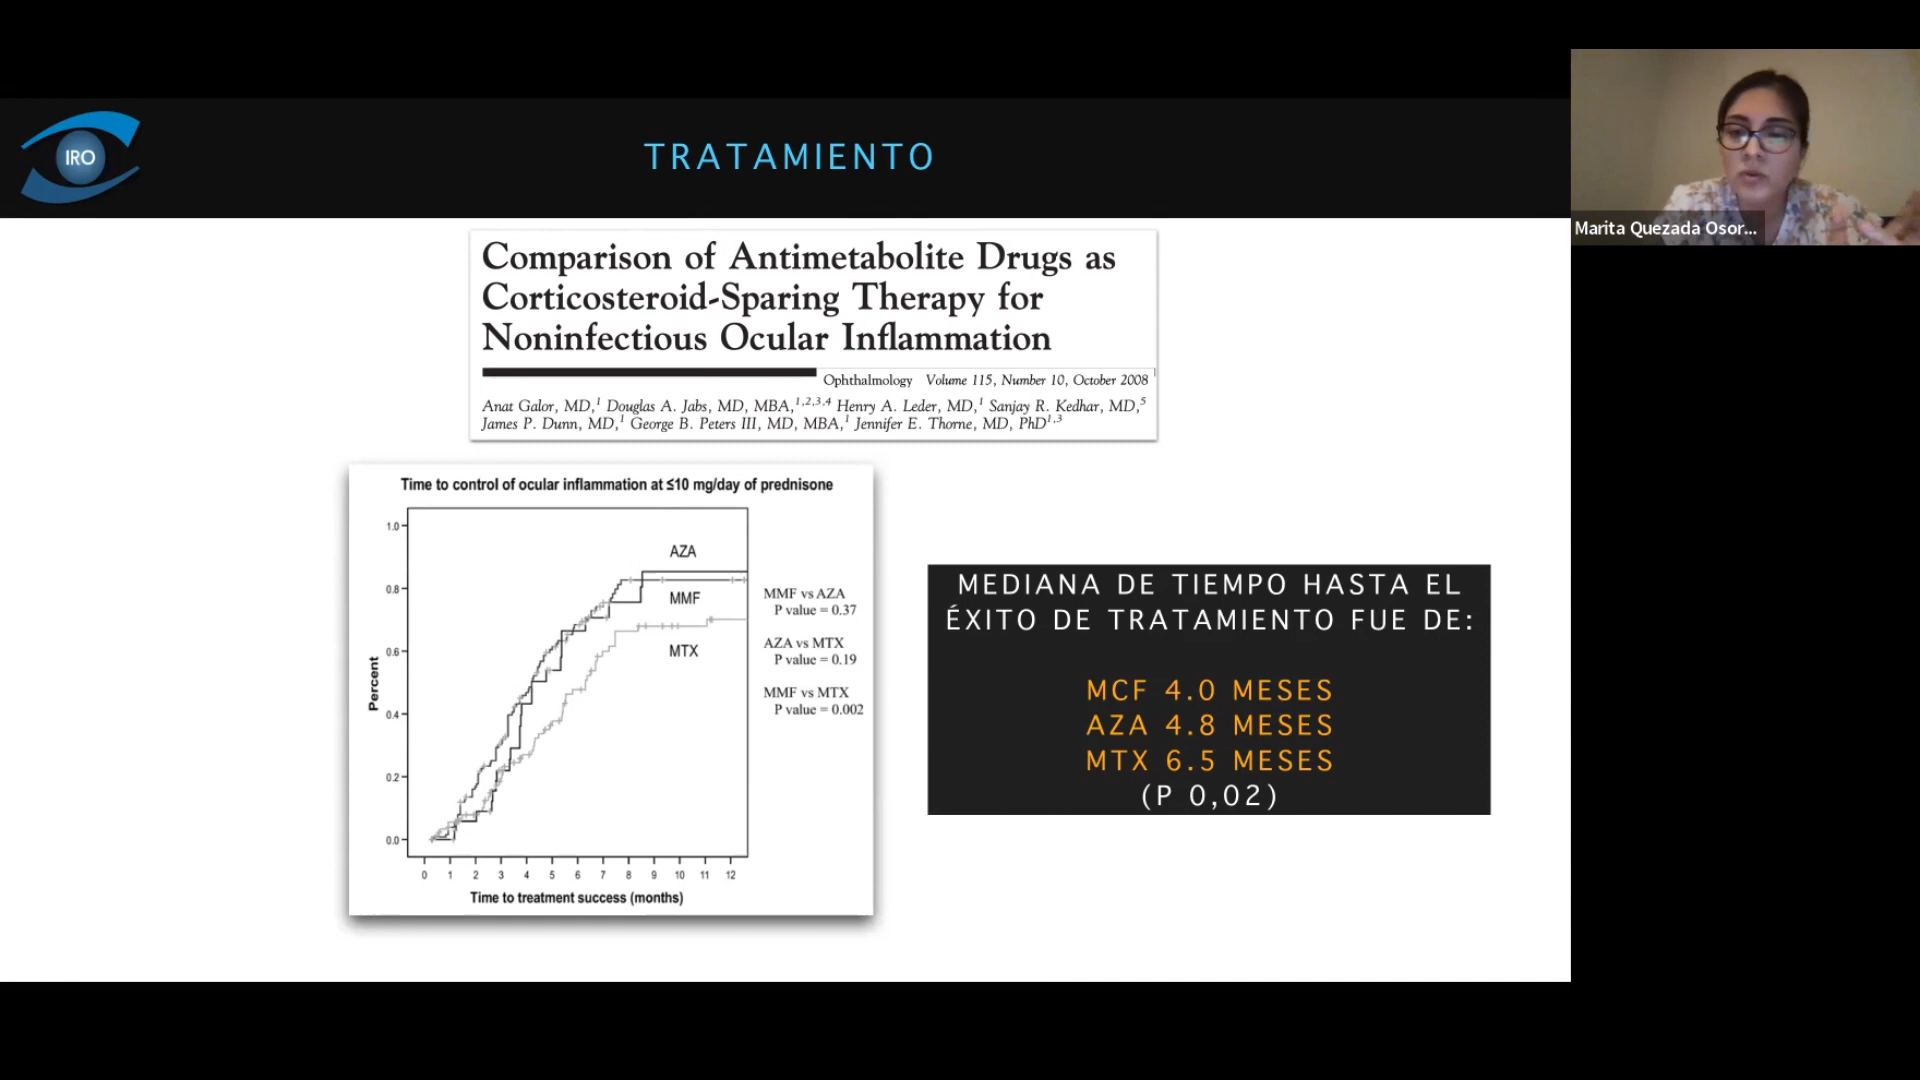 IRO
TRATAMIENTO
Marita Quezada Osor...
Comparison of Antimetabolite Drugs as
Corticosteroid-Sparing Therapy for
Noninfectious Ocular Inflammation
Ophthalmology Volume 115, Number 10, October 2008
Anat Galor, MD,¹ Douglas A. Jabs, MD, MBA,¹,²,³,⁴ Henry A. Leder, MD,¹ Sanjay R. Kedhar, MD,⁵
James P. Dunn, MD,¹ George B. Peters III, MD, MBA,¹ Jennifer E. Thorne, MD, PhD¹,³
Time to control of ocular inflammation at ≤10 mg/day of prednisone
1.0
0.8
0.6
0.4
0.2
0.0
Percent
AZA
MMF
MTX
0 1 2 3 4 5 6 7 8 9 10 11 12
Time to treatment success (months)
MMF vs AZA
P value = 0.37
AZA vs MTX
P value = 0.19
MMF vs MTX
P value = 0.002
MEDIANA DE TIEMPO HASTA EL
ÉXITO DE TRATAMIENTO FUE DE:
MCF 4.0 MESES
AZA 4.8 MESES
MTX 6.5 MESES
(P 0,02)